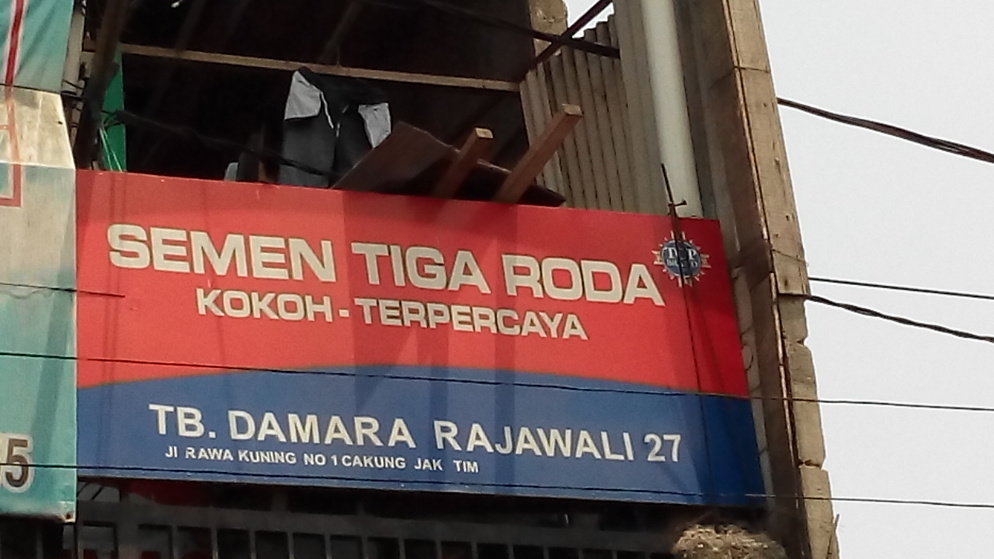 SEMEN TIGA RODA
KOKOH - TERPERCAYA
TB. DAMARA RAJAWALI 27
Jl RAWA KUNING NO 1 CAKUNG JAK TIM
5